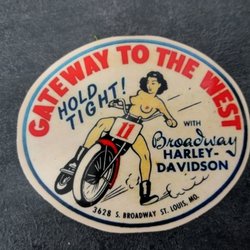 GATEWAY TO THE WEST
HOLD
TIGHT!
11
WITH
Broadway
HARLEY-
DAVIDSON
3628 S. BROADWAY ST. LOUIS, MO.